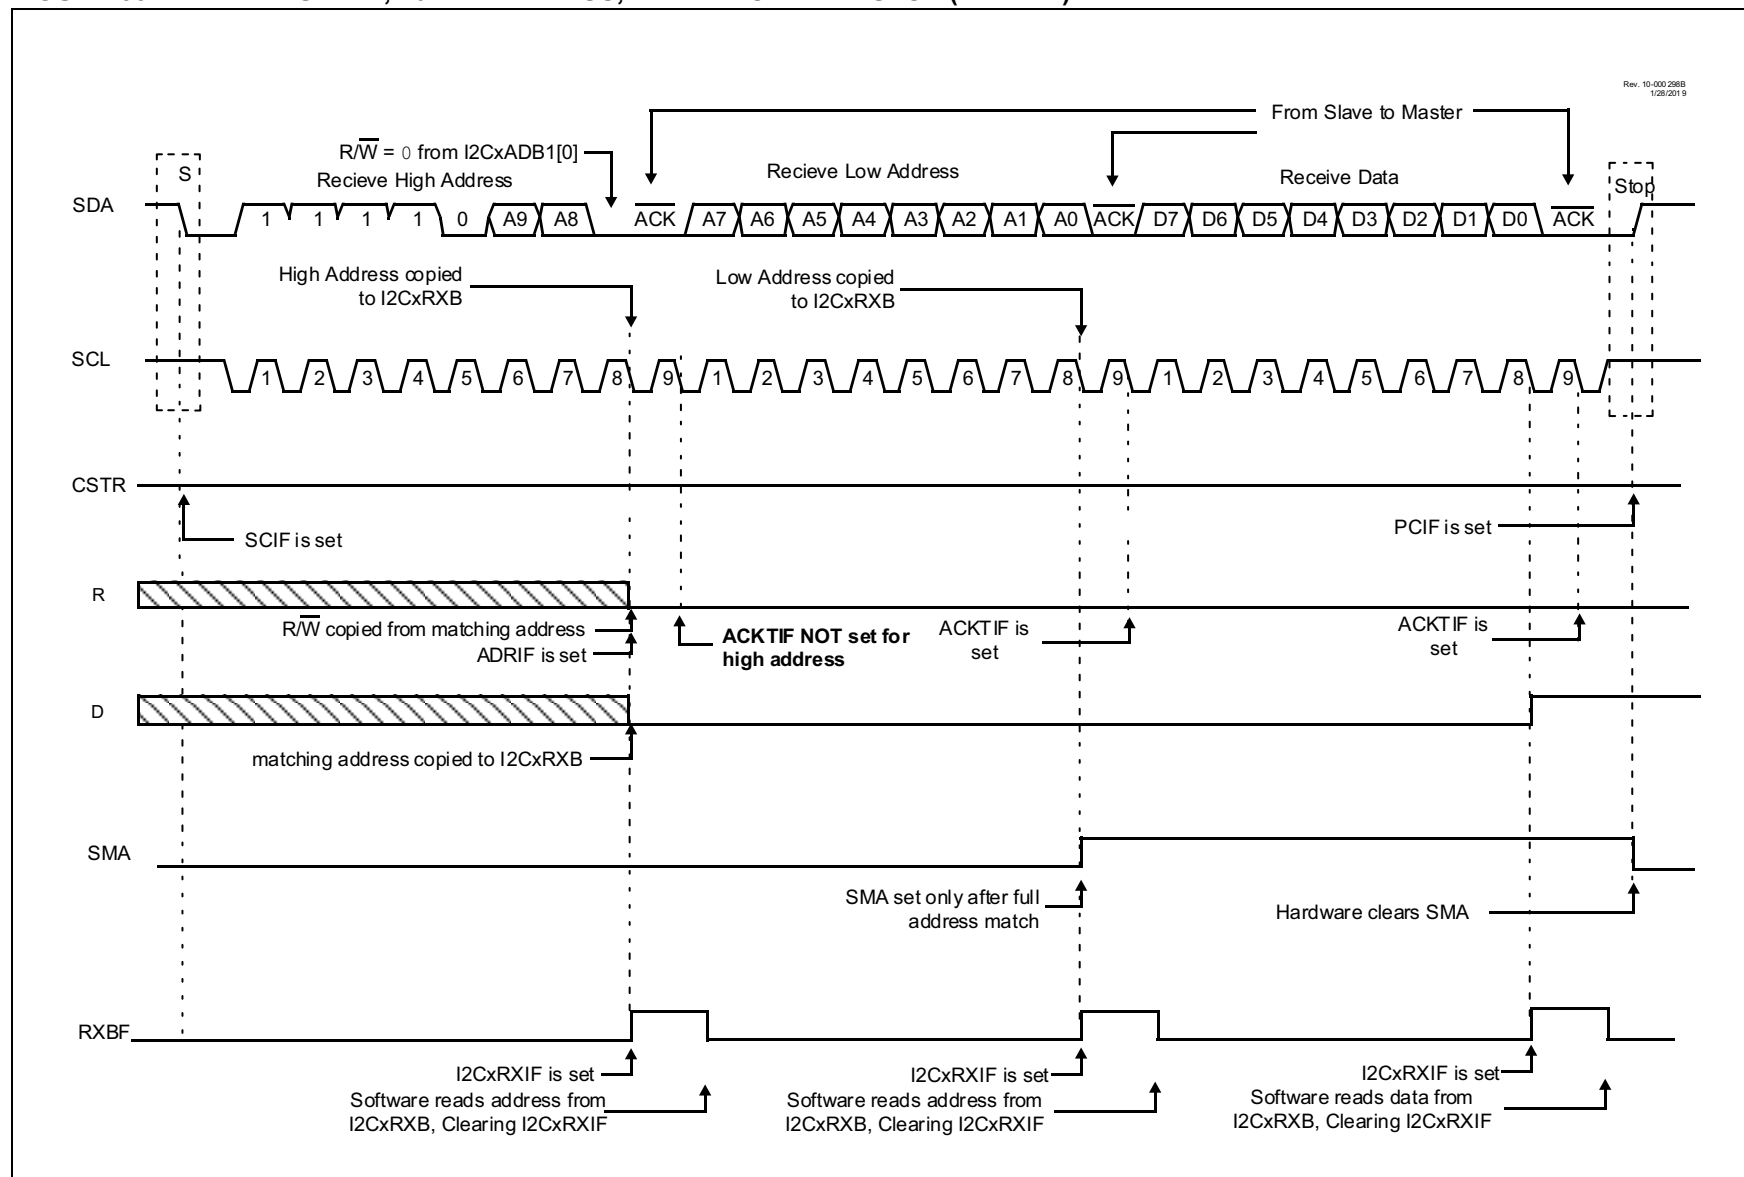 Rev. 10-000 298B
1/28/201 9
From Slave to Master
R/W = 0 from I2CxADB1[0]
Recieve High Address
Recieve Low Address
Receive Data
S
Stop
SDA
1 1 1 1 0 A9 A8 ACK A7 A6 A5 A4 A3 A2 A1 A0 ACK D7 D6 D5 D4 D3 D2 D1 D0 ACK
High Address copied
to I2CxRXB
Low Address copied
to I2CxRXB
SCL
1 2 3 4 5 6 7 8 9 1 2 3 4 5 6 7 8 9 1 2 3 4 5 6 7 8 9
CSTR
SCIF is set
PCIF is set
R
R/W copied from matching address
ADRIF is set
ACKTIF NOT set for
high address
ACKTIF is
set
ACKTIF is
set
D
matching address copied to I2CxRXB
SMA
SMA set only after full
address match
Hardware clears SMA
RXBF
I2CxRXIF is set
Software reads address from
I2CxRXB, Clearing I2CxRXIF
I2CxRXIF is set
Software reads address from
I2CxRXB, Clearing I2CxRXIF
I2CxRXIF is set
Software reads data from
I2CxRXB, Clearing I2CxRXIF